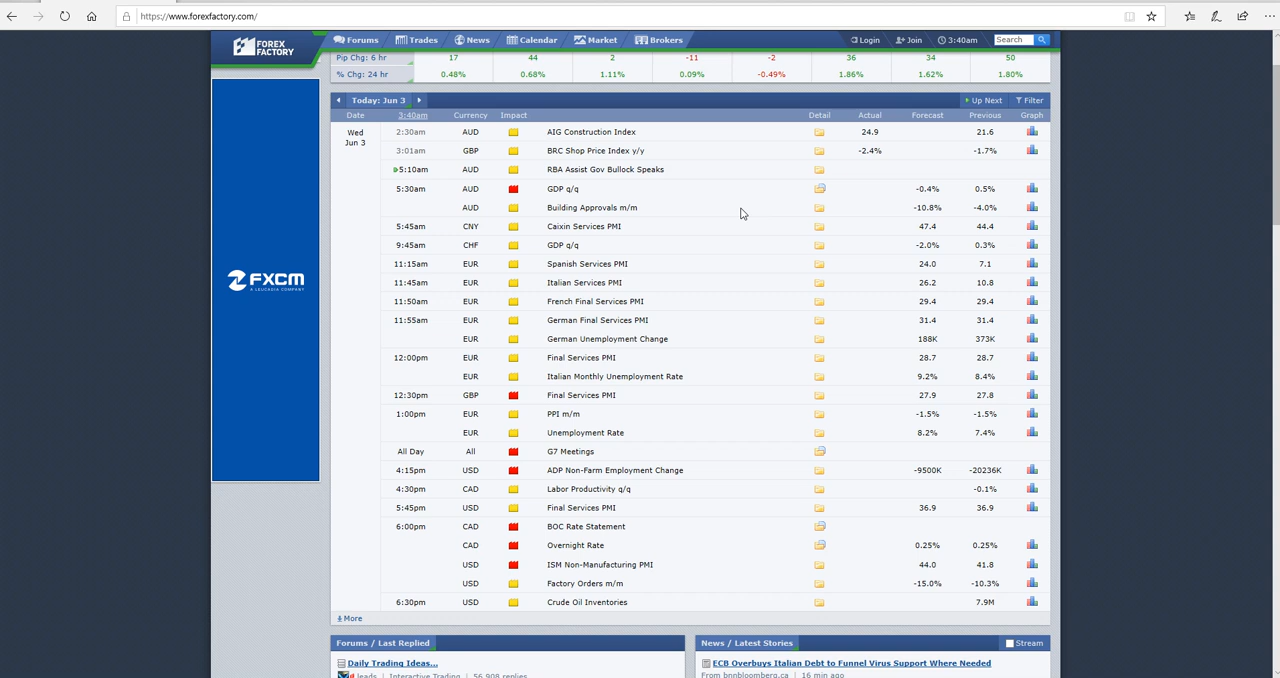 https://www.forexfactory.com/
FOREX FACTORY Forums Trades News Calendar Market Brokers Login Join 3:40am Search
Pip Chg: 6 hr 17 44 2 -11 -2 36 34 50
% Chg: 24 hr 0.48% 0.68% 1.11% 0.09% -0.49% 1.86% 1.62% 1.80%
Today: Jun 3 Up Next Filter
Date 3:40am Currency Impact Detail Actual Forecast Previous Graph
Wed Jun 3 2:30am AUD AIG Construction Index 24.9 21.6
3:01am GBP BRC Shop Price Index y/y -2.4% -1.7%
5:10am AUD RBA Assist Gov Bullock Speaks
5:30am AUD GDP q/q -0.4% 0.5%
AUD Building Approvals m/m -10.8% -4.0%
5:45am CNY Caixin Services PMI 47.4 44.4
9:45am CHF GDP q/q -2.0% 0.3%
11:15am EUR Spanish Services PMI 24.0 7.1
11:45am EUR Italian Services PMI 26.2 10.8
11:50am EUR French Final Services PMI 29.4 29.4
11:55am EUR German Final Services PMI 31.4 31.4
EUR German Unemployment Change 188K 373K
12:00pm EUR Final Services PMI 28.7 28.7
EUR Italian Monthly Unemployment Rate 9.2% 8.4%
12:30pm GBP Final Services PMI 27.9 27.8
1:00pm EUR PPI m/m -1.5% -1.5%
EUR Unemployment Rate 8.2% 7.4%
All Day All G7 Meetings
4:15pm USD ADP Non-Farm Employment Change -9500K -20236K
4:30pm CAD Labor Productivity q/q -0.1%
5:45pm USD Final Services PMI 36.9 36.9
6:00pm CAD BOC Rate Statement
CAD Overnight Rate 0.25% 0.25%
USD ISM Non-Manufacturing PMI 44.0 41.8
USD Factory Orders m/m -15.0% -10.3%
6:30pm USD Crude Oil Inventories 7.9M
More
FXCM
A LEUCADIA COMPANY
Forums / Last Replied
Daily Trading Ideas...
leads | Interactive Trading | 56,908 replies
News / Latest Stories Stream
ECB Overbuys Italian Debt to Funnel Virus Support Where Needed
From bnnbloomberg.ca | 16 min ago